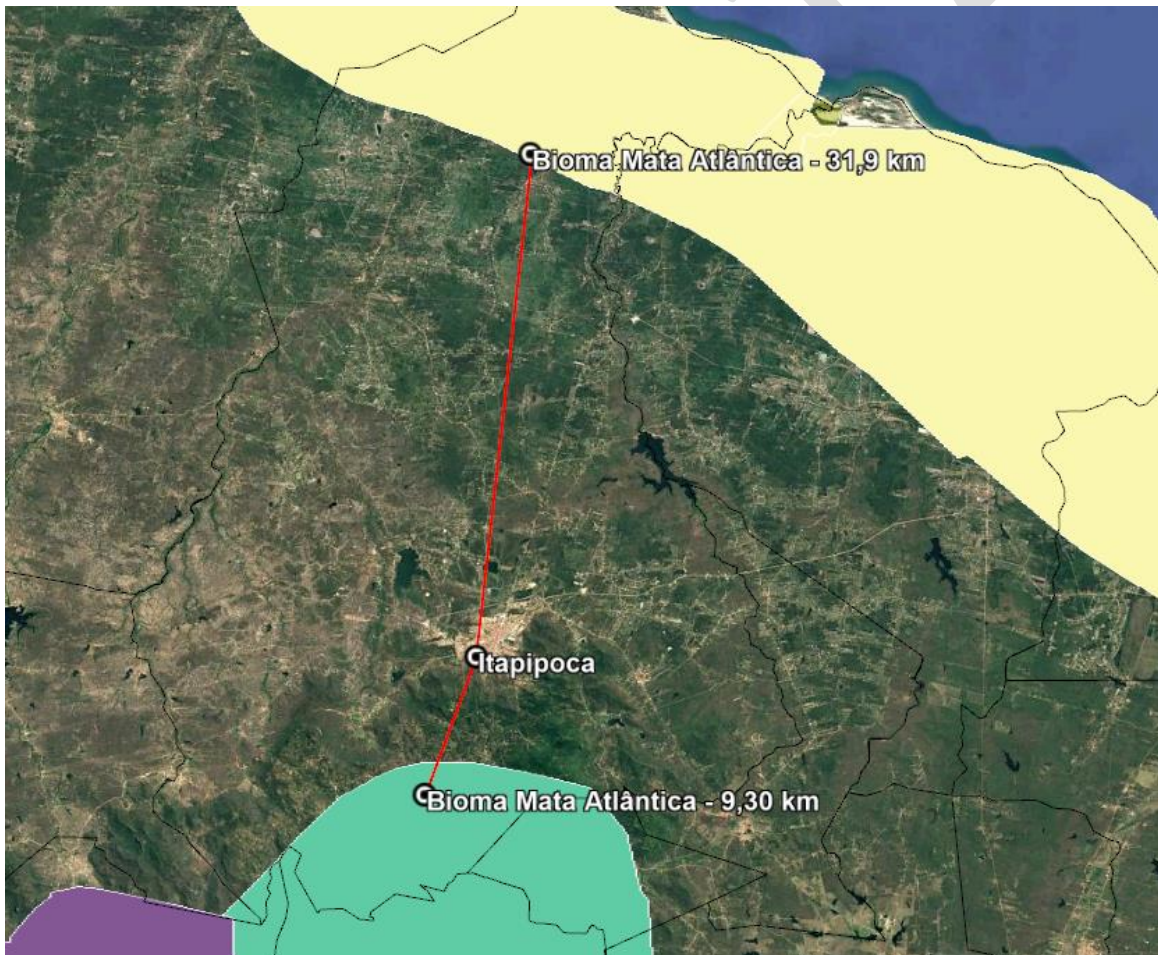 Bioma Mata Atlântica - 31,9 km
Itapipoca
Bioma Mata Atlântica - 9,30 km